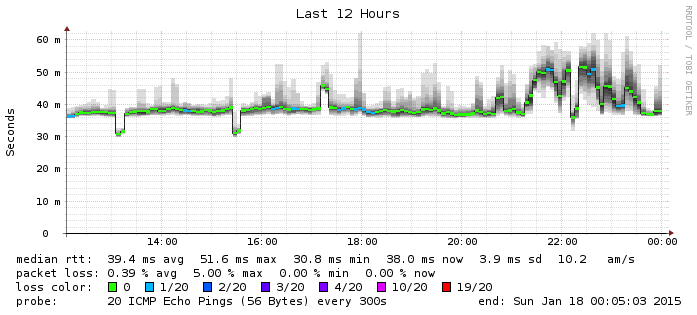 Last 12 Hours
RRDTOOL / TOBI OETIKER
Seconds
60 m
50 m
40 m
30 m
20 m
10 m
0
14:00 16:00 18:00 20:00 22:00 00:00
median rtt: 39.4 ms avg 51.6 ms max 30.8 ms min 38.0 ms now 3.9 ms sd 10.2 am/s
packet loss: 0.39 % avg 5.00 % max 0.00 % min 0.00 % now
loss color: 0 1/20 2/20 3/20 4/20 10/20 19/20
probe: 20 ICMP Echo Pings (56 Bytes) every 300s end: Sun Jan 18 00:05:03 2015